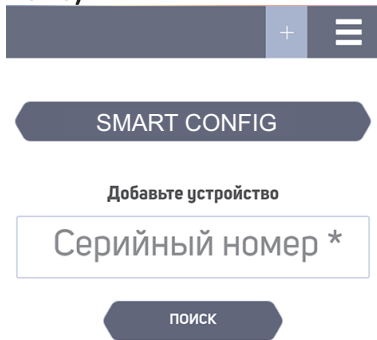 +
SMART CONFIG
Добавьте устройство
Серийный номер *
ПОИСК